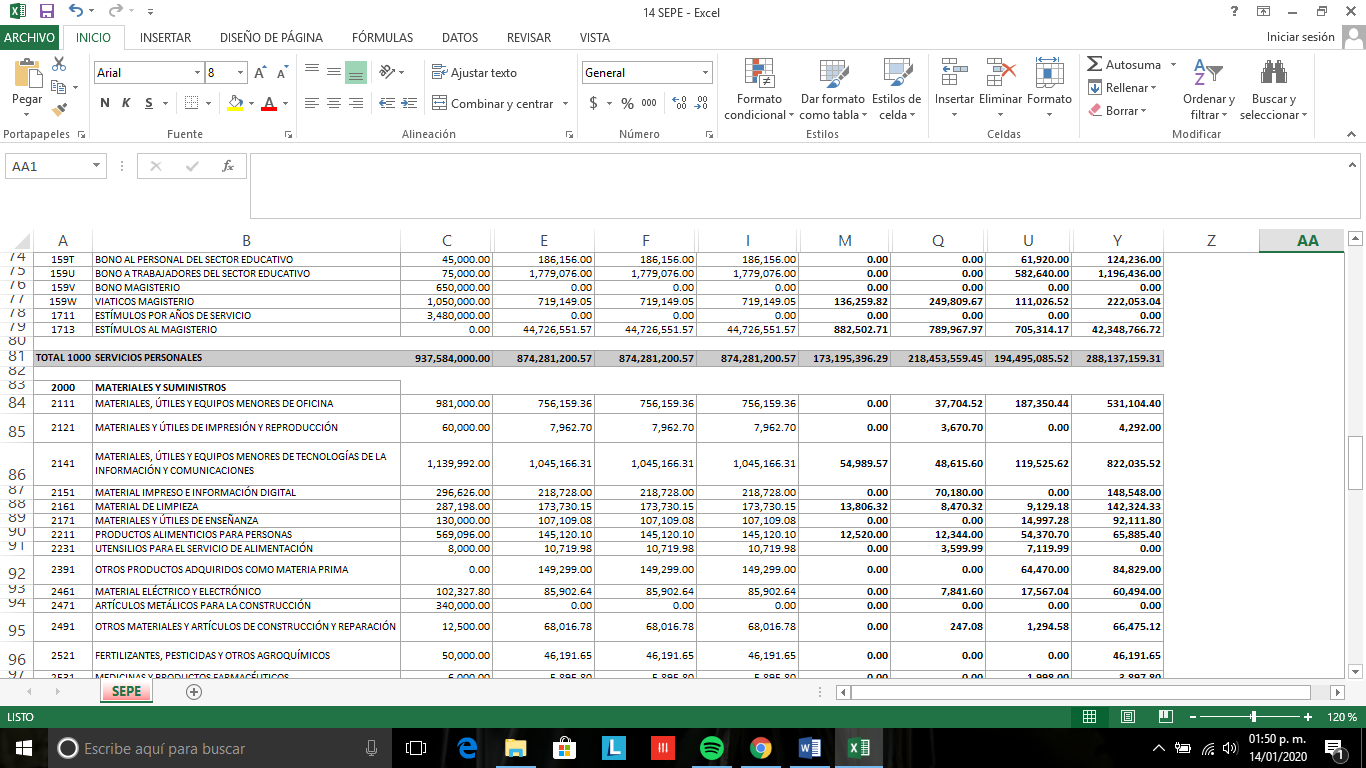 14 SEPE - Excel
ARCHIVO INICIO INSERTAR DISEÑO DE PÁGINA FÓRMULAS DATOS REVISAR VISTA Iniciar sesión
Arial 8 Ajustar texto General Autosuma
Pegar N K S Combinar y centrar $ % 000 Formato condicional Dar formato como tabla Estilos de celda Insertar Eliminar Formato Rellenar Borrar Ordenar y filtrar Buscar y seleccionar
Portapapeles Fuente Alineación Número Estilos Celdas Modificar
AA1 fx
A B C E F I M Q U Y Z AA
74 159T BONO AL PERSONAL DEL SECTOR EDUCATIVO 45,000.00 186,156.00 186,156.00 186,156.00 0.00 0.00 61,920.00 124,236.00
75 159U BONO A TRABAJADORES DEL SECTOR EDUCATIVO 75,000.00 1,779,076.00 1,779,076.00 1,779,076.00 0.00 0.00 582,640.00 1,196,436.00
76 159V BONO MAGISTERIO 650,000.00 0.00 0.00 0.00 0.00 0.00 0.00 0.00
77 159W VIATICOS MAGISTERIO 1,050,000.00 719,149.05 719,149.05 719,149.05 136,259.82 249,809.67 111,026.52 222,053.04
78 1711 ESTÍMULOS POR AÑOS DE SERVICIO 3,480,000.00 0.00 0.00 0.00 0.00 0.00 0.00 0.00
79 1713 ESTÍMULOS AL MAGISTERIO 0.00 44,726,551.57 44,726,551.57 44,726,551.57 882,502.71 789,967.97 705,314.17 42,348,766.72
80
81 TOTAL 1000 SERVICIOS PERSONALES 937,584,000.00 874,281,200.57 874,281,200.57 874,281,200.57 173,195,396.29 218,453,559.45 194,495,085.52 288,137,159.31
82
83 2000 MATERIALES Y SUMINISTROS
84 2111 MATERIALES, ÚTILES Y EQUIPOS MENORES DE OFICINA 981,000.00 756,159.36 756,159.36 756,159.36 0.00 37,704.52 187,350.44 531,104.40
85 2121 MATERIALES Y ÚTILES DE IMPRESIÓN Y REPRODUCCIÓN 60,000.00 7,962.70 7,962.70 7,962.70 0.00 3,670.70 0.00 4,292.00
86 2141 MATERIALES, ÚTILES Y EQUIPOS MENORES DE TECNOLOGÍAS DE LA
INFORMACIÓN Y COMUNICACIONES 1,139,992.00 1,045,166.31 1,045,166.31 1,045,166.31 54,989.57 48,615.60 119,525.62 822,035.52
87 2151 MATERIAL IMPRESO E INFORMACIÓN DIGITAL 296,626.00 218,728.00 218,728.00 218,728.00 0.00 70,180.00 0.00 148,548.00
88 2161 MATERIAL DE LIMPIEZA 287,198.00 173,730.15 173,730.15 173,730.15 13,806.32 8,470.32 9,129.18 142,324.33
89 2171 MATERIALES Y ÚTILES DE ENSEÑANZA 130,000.00 107,109.08 107,109.08 107,109.08 0.00 0.00 14,997.28 92,111.80
90 2211 PRODUCTOS ALIMENTICIOS PARA PERSONAS 569,096.00 145,120.10 145,120.10 145,120.10 12,520.00 12,344.00 54,370.70 65,885.40
91 2231 UTENSILIOS PARA EL SERVICIO DE ALIMENTACIÓN 8,000.00 10,719.98 10,719.98 10,719.98 0.00 3,599.99 7,119.99 0.00
92 2391 OTROS PRODUCTOS ADQUIRIDOS COMO MATERIA PRIMA 0.00 149,299.00 149,299.00 149,299.00 0.00 0.00 64,470.00 84,829.00
93 2461 MATERIAL ELÉCTRICO Y ELECTRÓNICO 102,327.80 85,902.64 85,902.64 85,902.64 0.00 7,841.60 17,567.04 60,494.00
94 2471 ARTÍCULOS METÁLICOS PARA LA CONSTRUCCIÓN 340,000.00 0.00 0.00 0.00 0.00 0.00 0.00 0.00
95 2491 OTROS MATERIALES Y ARTÍCULOS DE CONSTRUCCIÓN Y REPARACIÓN 12,500.00 68,016.78 68,016.78 68,016.78 0.00 247.08 1,294.58 66,475.12
96 2521 FERTILIZANTES, PESTICIDAS Y OTROS AGROQUÍMICOS 50,000.00 46,191.65 46,191.65 46,191.65 0.00 0.00 0.00 46,191.65
97 2531 MEDICINAS Y PRODUCTOS FARMACÉUTICOS 6,000.00 5,895.80 5,895.80 5,895.80 0.00 0.00 1,998.00 3,897.80
SEPE
LISTO 120 %
Escribe aquí para buscar 01:50 p. m.
14/01/2020